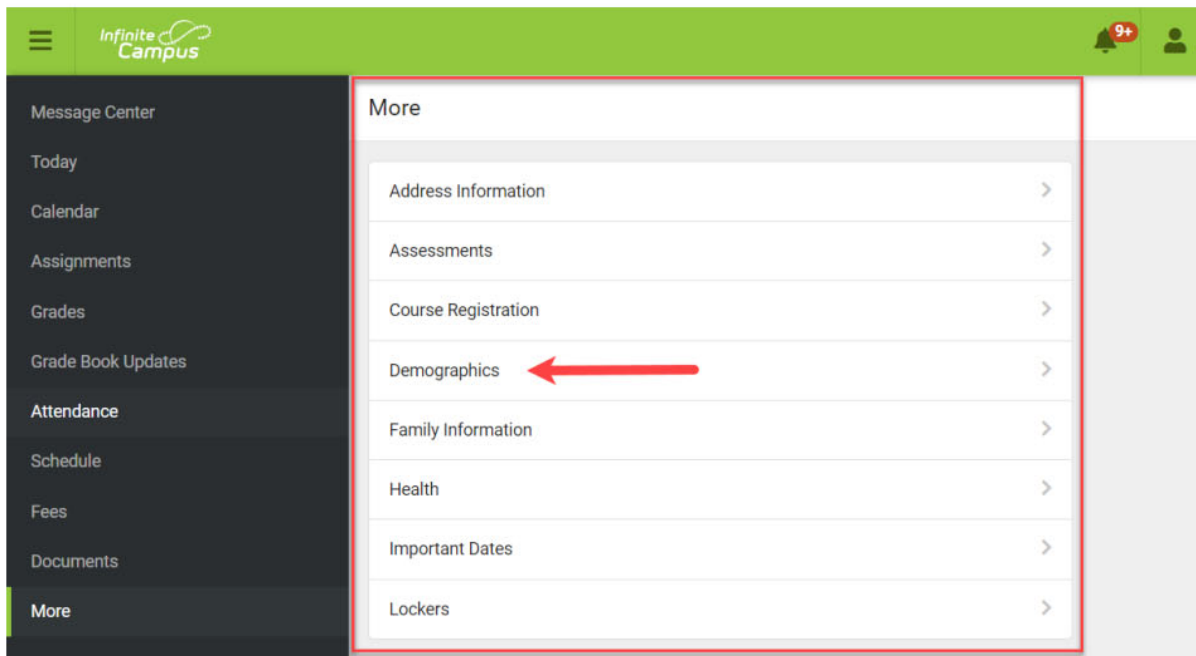 Infinite
Campus
9+
Message Center
Today
Calendar
Assignments
Grades
Grade Book Updates
Attendance
Schedule
Fees
Documents
More
More
Address Information
Assessments
Course Registration
Demographics
Family Information
Health
Important Dates
Lockers